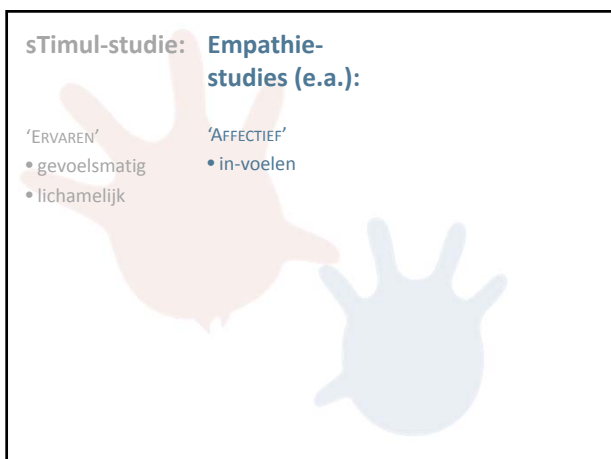 sTimul-studie:
‘ERVAREN’
• gevoelsmatig
• lichamelijk
Empathie-
studies (e.a.):
‘AFFECTIEF’
• in-voelen